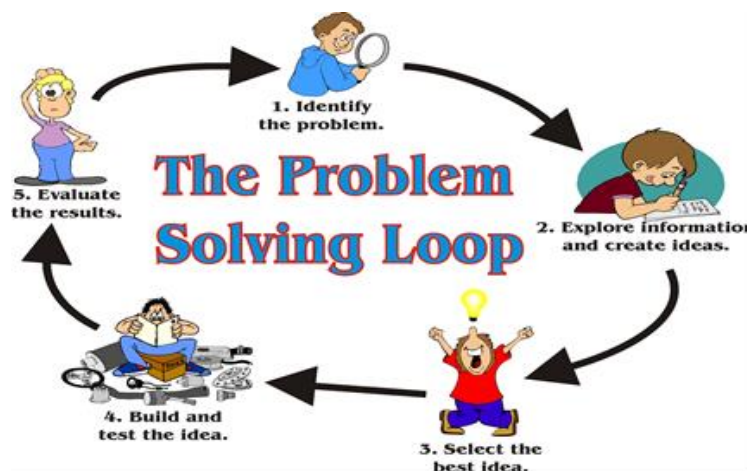 The Problem
Solving Loop
1. Identify
the problem.
2. Explore information
and create ideas.
3. Select the
best idea.
4. Build and
test the idea.
5. Evaluate
the results.